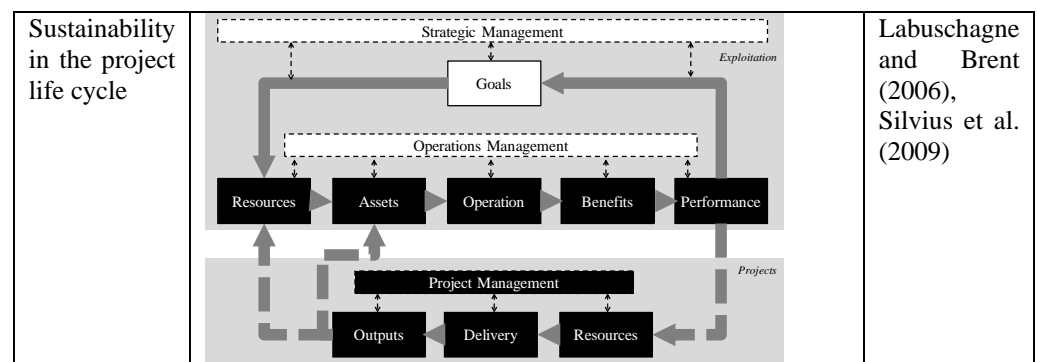 Sustainability
in the project
life cycle
Strategic Management
Exploitation
Goals
Operations Management
Resources
Assets
Operation
Benefits
Performance
Projects
Project Management
Outputs
Delivery
Resources
Labuschagne
and Brent
(2006),
Silvius et al.
(2009)